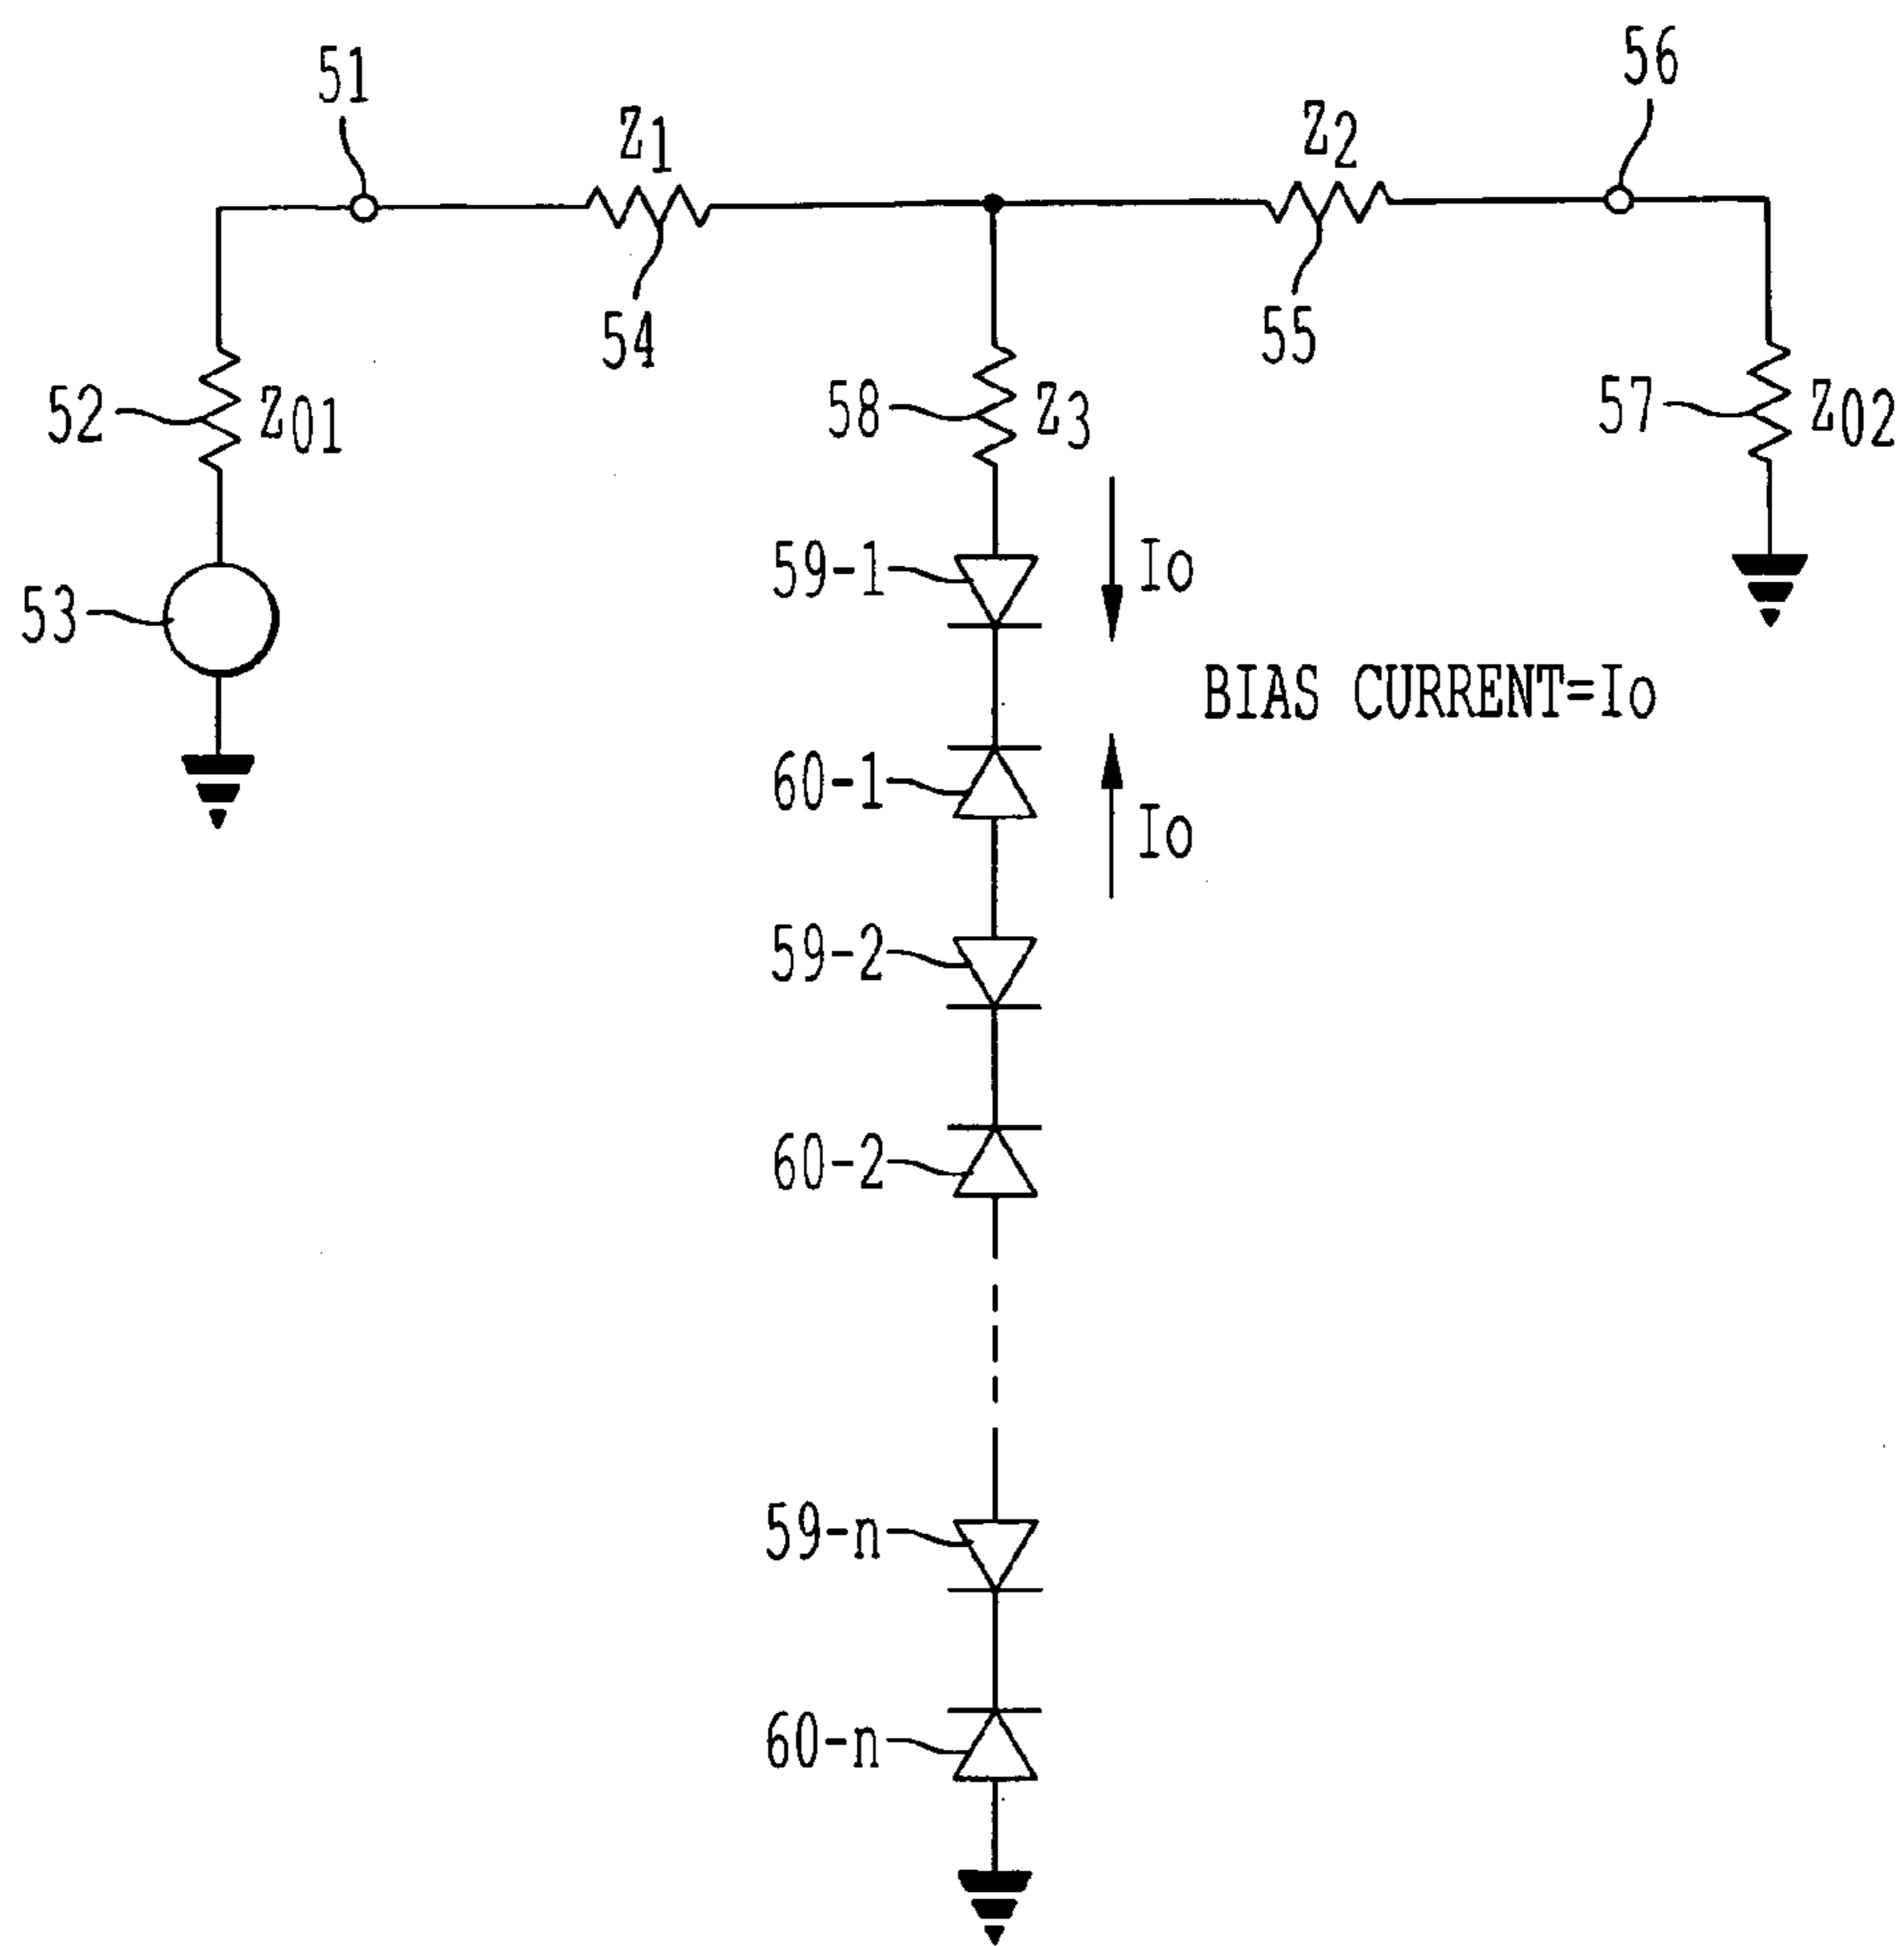 51
56
Z1
Z2
54
55
52
Z01
58
Z3
57
Z02
53
59-1
Io
BIAS CURRENT=Io
60-1
Io
59-2
60-2
59-n
60-n